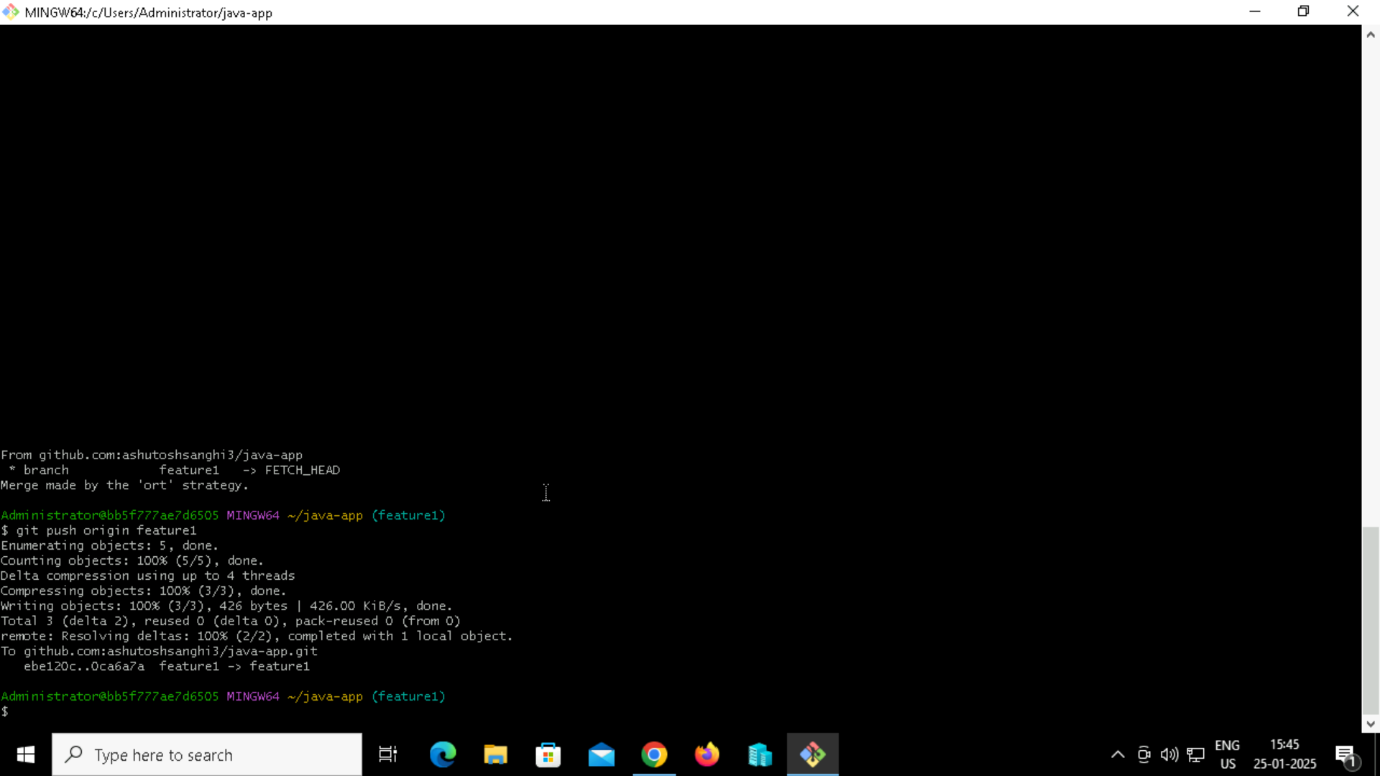 MINGW64:/c/Users/Administrator/java-app
From github.com:ashutoshsanghi3/java-app
 * branch            feature1   -> FETCH_HEAD
Merge made by the 'ort' strategy.
Administrator@bb5f777ae7d6505 MINGW64 ~/java-app (feature1)
$ git push origin feature1
Enumerating objects: 5, done.
Counting objects: 100% (5/5), done.
Delta compression using up to 4 threads
Compressing objects: 100% (3/3), done.
Writing objects: 100% (3/3), 426 bytes | 426.00 KiB/s, done.
Total 3 (delta 2), reused 0 (delta 0), pack-reused 0 (from 0)
remote: Resolving deltas: 100% (2/2), completed with 1 local object.
To github.com:ashutoshsanghi3/java-app.git
   ebe120c..0ca6a7a  feature1 -> feature1
Administrator@bb5f777ae7d6505 MINGW64 ~/java-app (feature1)
$
Type here to search
ENG
US
15:45
25-01-2025
1